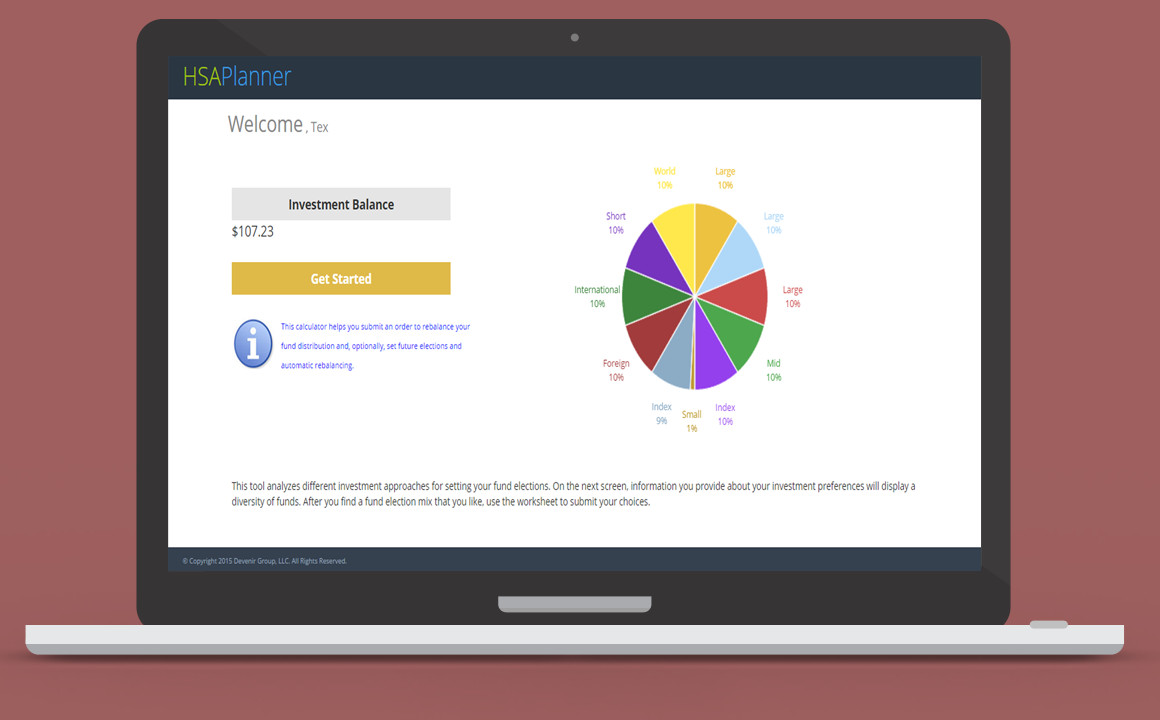 HSAPlanner
Welcome , Tex
Investment Balance
$107.23
Get Started
This calculator helps you submit an order to rebalance your
fund distribution and, optionally, set future elections and
automatic rebalancing.
World
10%
Large
10%
Short
10%
Large
10%
International
10%
Large
10%
Foreign
10%
Mid
10%
Index
9%
Small
1%
Index
10%
This tool analyzes different investment approaches for setting your fund elections. On the next screen, information you provide about your investment preferences will display a
diversity of funds. After you find a fund election mix that you like, use the worksheet to submit your choices.
© Copyright 2015 Devenir Group, LLC. All Rights Reserved.